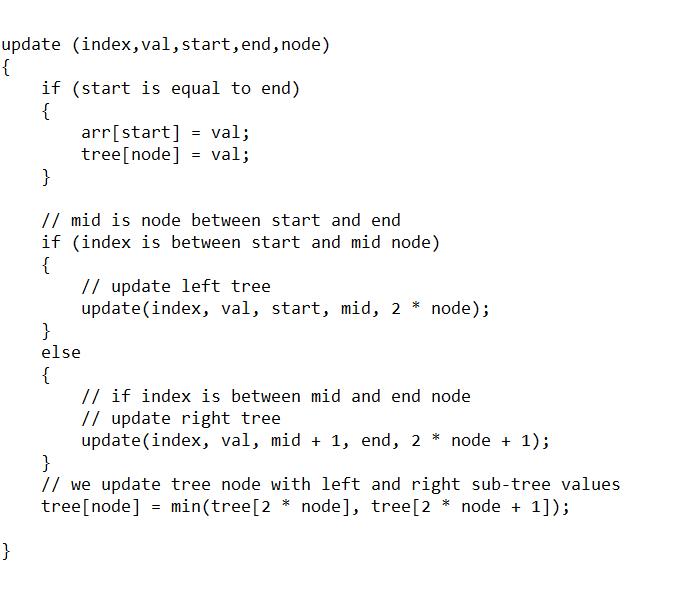 update (index,val,start,end,node)
{
    if (start is equal to end)
    {
        arr[start] = val;
        tree[node] = val;
    }
    // mid is node between start and end
    if (index is between start and mid node)
    {
        // update left tree
        update(index, val, start, mid, 2 * node);
    }
    else
    {
        // if index is between mid and end node
        // update right tree
        update(index, val, mid + 1, end, 2 * node + 1);
    }
    // we update tree node with left and right sub-tree values
    tree[node] = min(tree[2 * node], tree[2 * node + 1]);
}